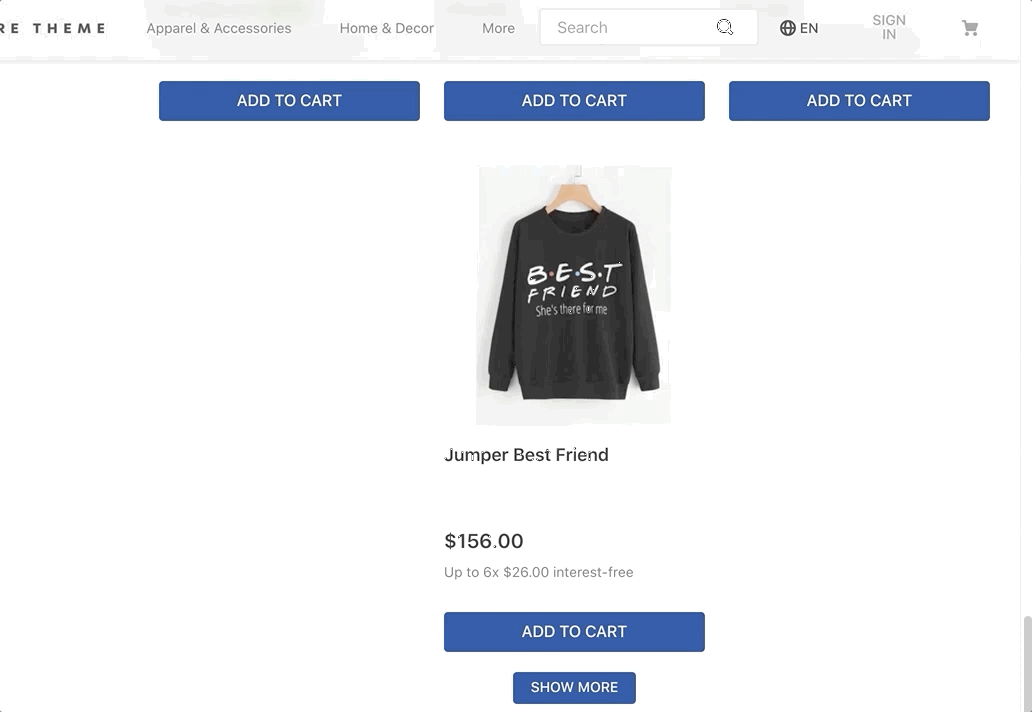 RE THEME
Apparel & Accessories
Home & Decor
More
Search
EN
SIGN
IN
ADD TO CART
ADD TO CART
ADD TO CART
B•E•S•T
FRIEND
She's there for me
Jumper Best Friend
$156.00
Up to 6x $26.00 interest-free
ADD TO CART
SHOW MORE